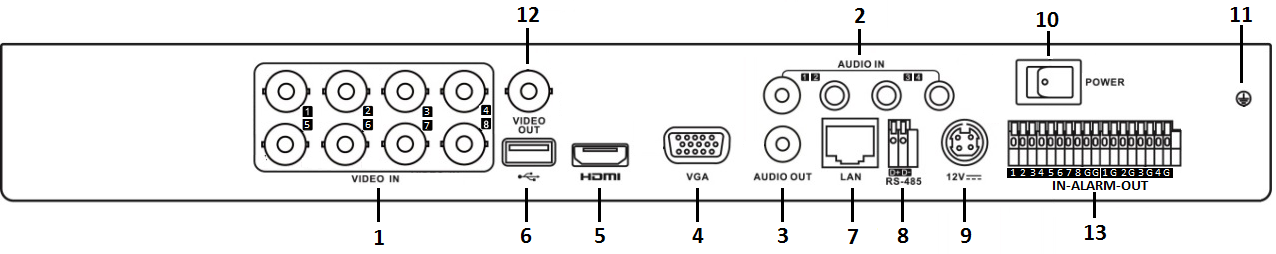 12 2 10 11
AUDIO IN
1 2 3 4
POWER
1 2 3 4
5 6 7 8
VIDEO
OUT
VIDEO IN
HDMI
VGA
AUDIO OUT
LAN
D+ D-
RS-485
12V
1 2 3 4 5 6 7 8 G G 1 G 2 G 3 G 4 G
IN-ALARM-OUT
1 6 5 4 3 7 8 9 13